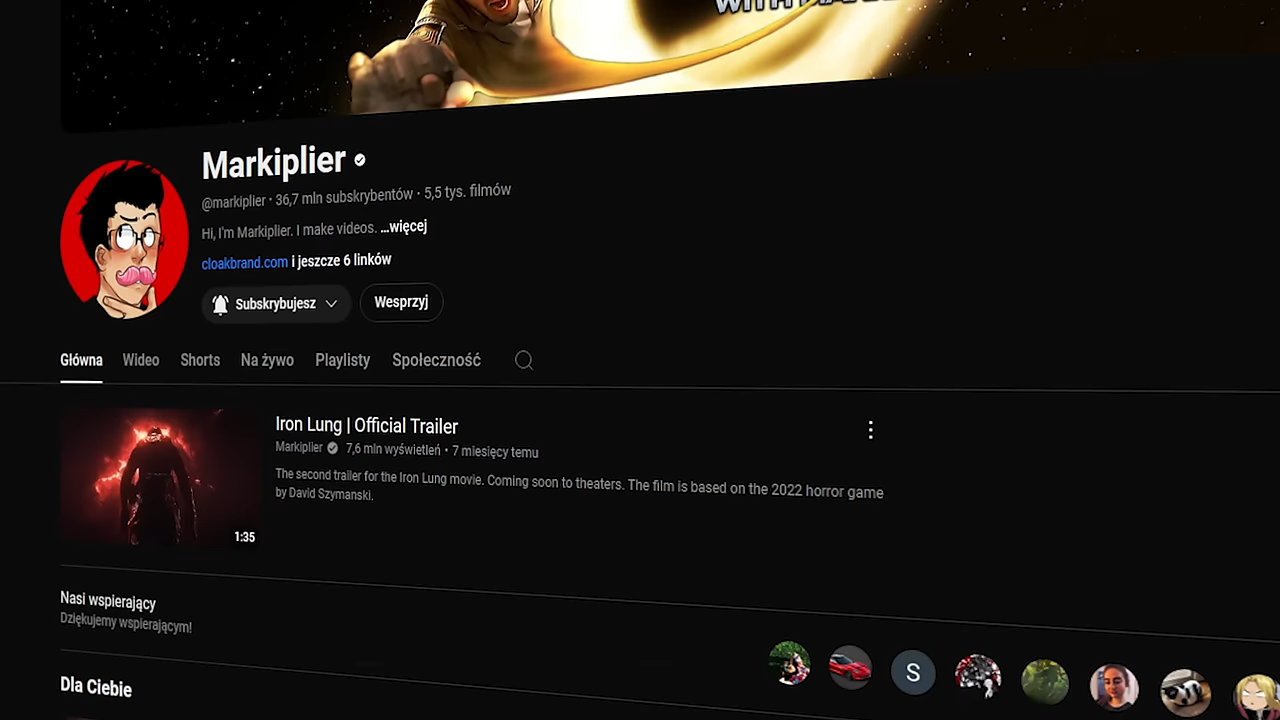 Markiplier
@markiplier · 36,7 mln subskrybentów · 5,5 tys. filmów
Hi, I'm Markiplier. I make videos. ...więcej
cloakbrand.com i jeszcze 6 linków
Subskrybujesz Wesprzyj
Główna Wideo Shorts Na żywo Playlisty Społeczność
Iron Lung | Official Trailer
Markiplier 7,6 mln wyświetleń · 7 miesięcy temu
The second trailer for the Iron Lung movie. Coming soon to theaters. The film is based on the 2022 horror game
by David Szymanski.
1:35
Nasi wspierający
Dziękujemy wspierającym!
S
Dla Ciebie